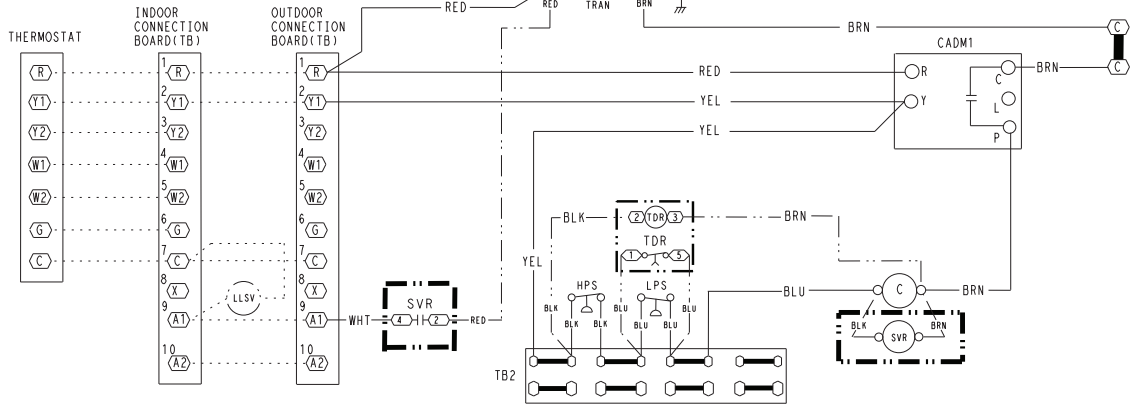 RED
RED TRAN BRN
INDOOR
CONNECTION
BOARD(TB)
OUTDOOR
CONNECTION
BOARD(TB)
THERMOSTAT
BRN
C
C
CADM1
R
Y1
Y2
W1
W2
G
C
1 R
2 Y1
3 Y2
4 W1
5 W2
6 G
7 C
8 X
9 A1
10 A2
LLSV
1 R
2 Y1
3 Y2
4 W1
5 W2
6 G
7 C
8 X
9 A1
10 A2
RED
YEL
YEL
R
Y
C
L
P
BRN
BLK
2 TDR 3
BRN
TDR
1 5
YEL
HPS
LPS
BLU
C
BRN
SVR
WHT
4 2
RED
BLK
BLK
BLK
BLU
BLU
BLU
BLK
BRN
SVR
TB2